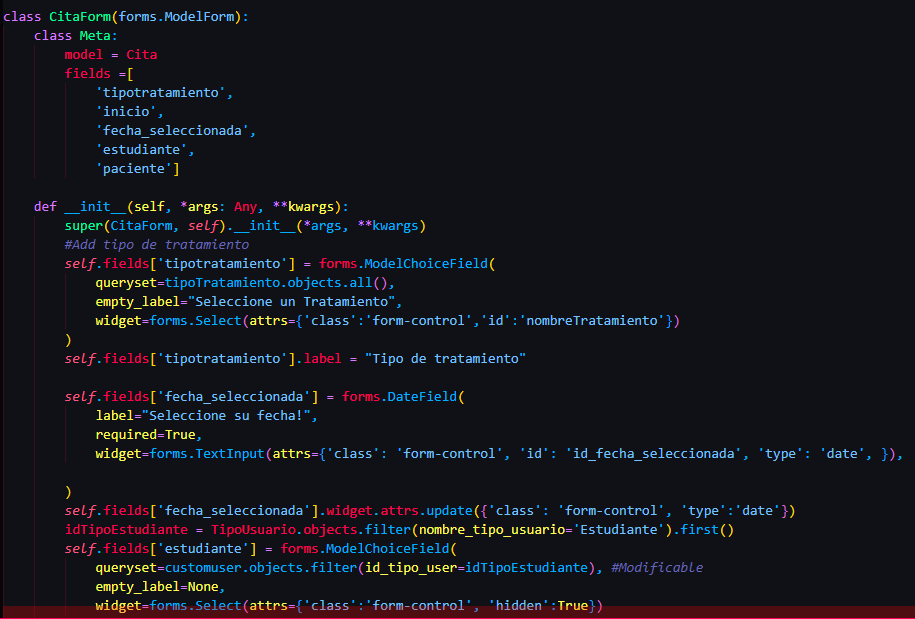 class CitaForm(forms.ModelForm):
    class Meta:
        model = Cita
        fields =[
            'tipotratamiento',
            'inicio',
            'fecha_seleccionada',
            'estudiante',
            'paciente']
    def __init__(self, *args: Any, **kwargs):
        super(CitaForm, self).__init__(*args, **kwargs)
        #Add tipo de tratamiento
        self.fields['tipotratamiento'] = forms.ModelChoiceField(
            queryset=tipoTratamiento.objects.all(),
            empty_label="Seleccione un Tratamiento",
            widget=forms.Select(attrs={'class':'form-control','id':'nombreTratamiento'})
        )
        self.fields['tipotratamiento'].label = "Tipo de tratamiento"
        self.fields['fecha_seleccionada'] = forms.DateField(
            label="Seleccione su fecha!",
            required=True,
            widget=forms.TextInput(attrs={'class': 'form-control', 'id': 'id_fecha_seleccionada', 'type': 'date', }),
        )
        self.fields['fecha_seleccionada'].widget.attrs.update({'class': 'form-control', 'type':'date'})
        idTipoEstudiante = TipoUsuario.objects.filter(nombre_tipo_usuario='Estudiante').first()
        self.fields['estudiante'] = forms.ModelChoiceField(
            queryset=customuser.objects.filter(id_tipo_user=idTipoEstudiante), #Modificable
            empty_label=None,
            widget=forms.Select(attrs={'class':'form-control', 'hidden':True})